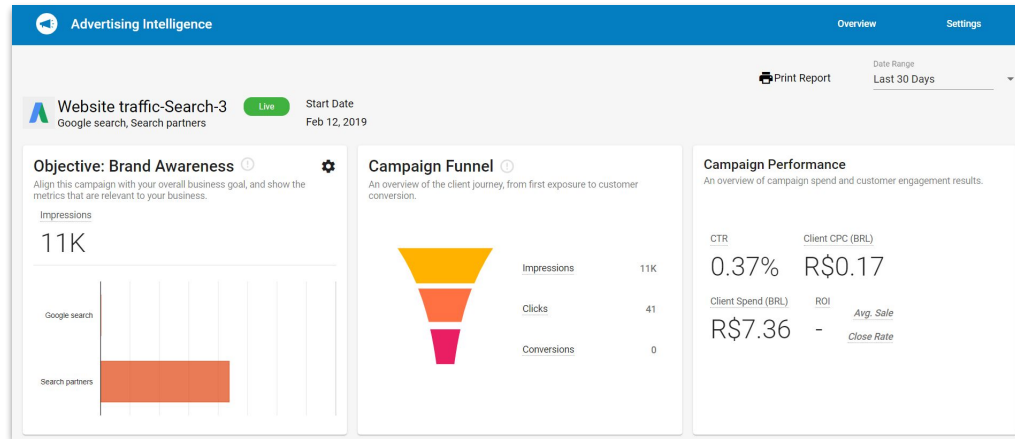 Advertising Intelligence
Overview
Settings
Print Report
Date Range
Last 30 Days
Website traffic-Search-3
Live
Google search, Search partners
Start Date
Feb 12, 2019
Objective: Brand Awareness
Align this campaign with your overall business goal, and show the
metrics that are relevant to your business.
Impressions
11K
Google search
Search partners
Campaign Funnel
An overview of the client journey, from first exposure to customer
conversion.
Impressions 11K
Clicks 41
Conversions 0
Campaign Performance
An overview of campaign spend and customer engagement results.
CTR
0.37%
Client CPC (BRL)
R$0.17
Client Spend (BRL)
R$7.36
ROI
-
Avg. Sale
Close Rate